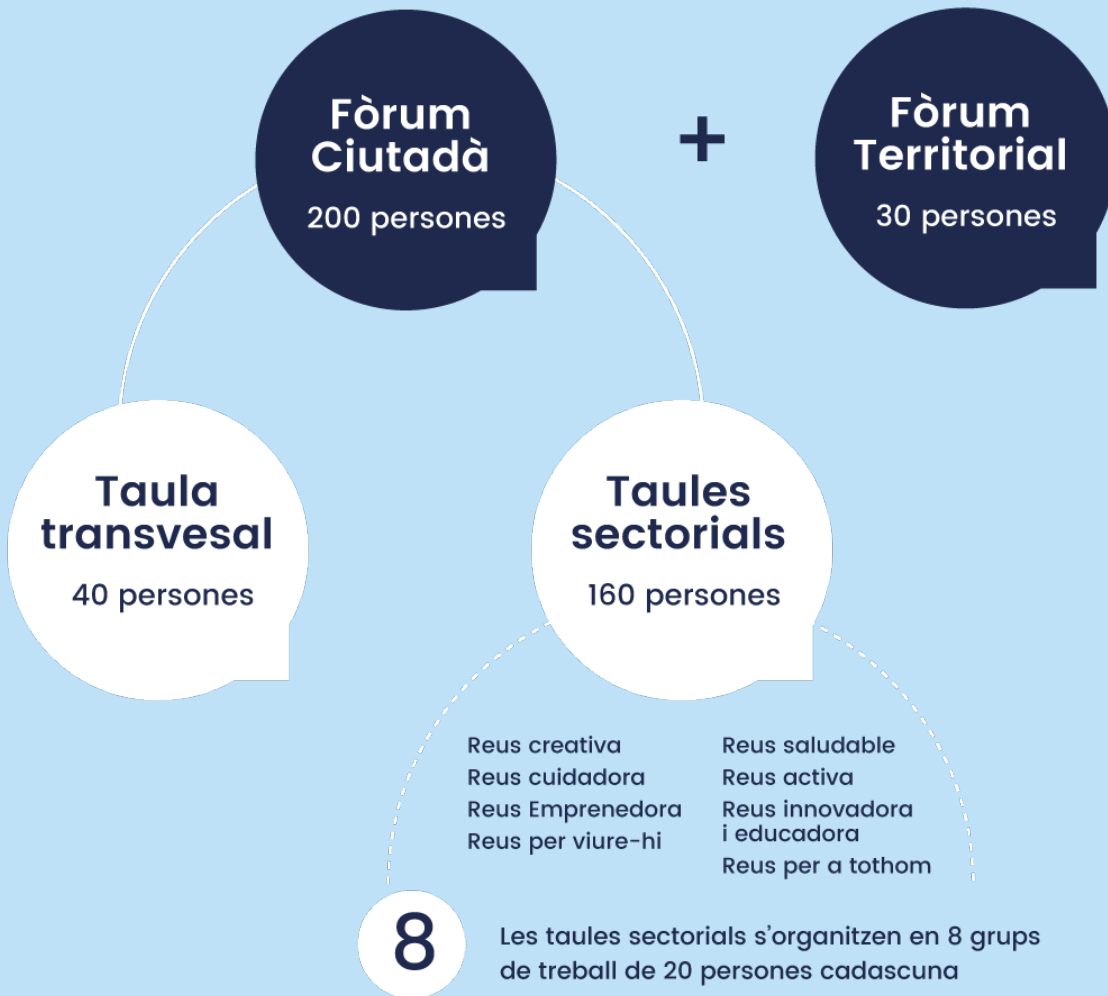 Fòrum
Ciutadà
200 persones
+
Fòrum
Territorial
30 persones
Taula
transvesal
40 persones
Taules
sectorials
160 persones
Reus creativa
Reus cuidadora
Reus Emprenedora
Reus per viure-hi
Reus saludable
Reus activa
Reus innovadora
i educadora
Reus per a tothom
8
Les taules sectorials s'organitzen en 8 grups
de treball de 20 persones cadascuna